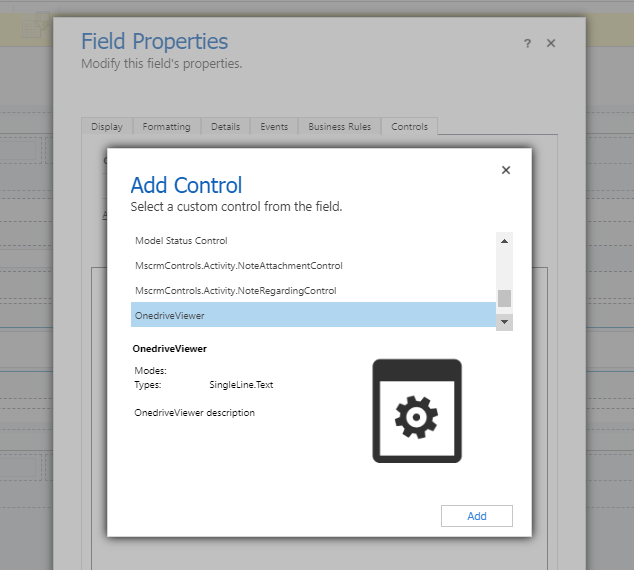 Field Properties
? ×
Modify this field's properties.
Display Formatting Details Events Business Rules Controls
×
Add Control
Select a custom control from the field.
Model Status Control
MscrmControls.Activity.NoteAttachmentControl
MscrmControls.Activity.NoteRegardingControl
OnedriveViewer
OnedriveViewer
Modes:
Types: SingleLine.Text
OnedriveViewer description
Add